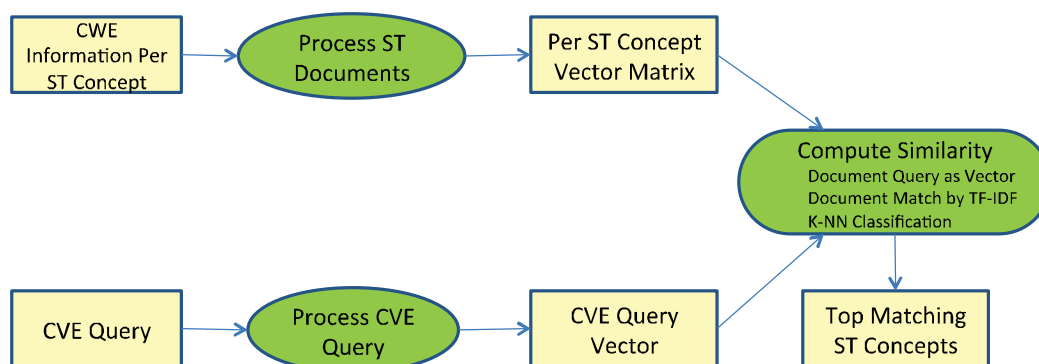 CWE
Information Per
ST Concept
Process ST
Documents
Per ST Concept
Vector Matrix
Compute Similarity
Document Query as Vector
Document Match by TF-IDF
K-NN Classification
CVE Query
Process CVE
Query
CVE Query
Vector
Top Matching
ST Concepts